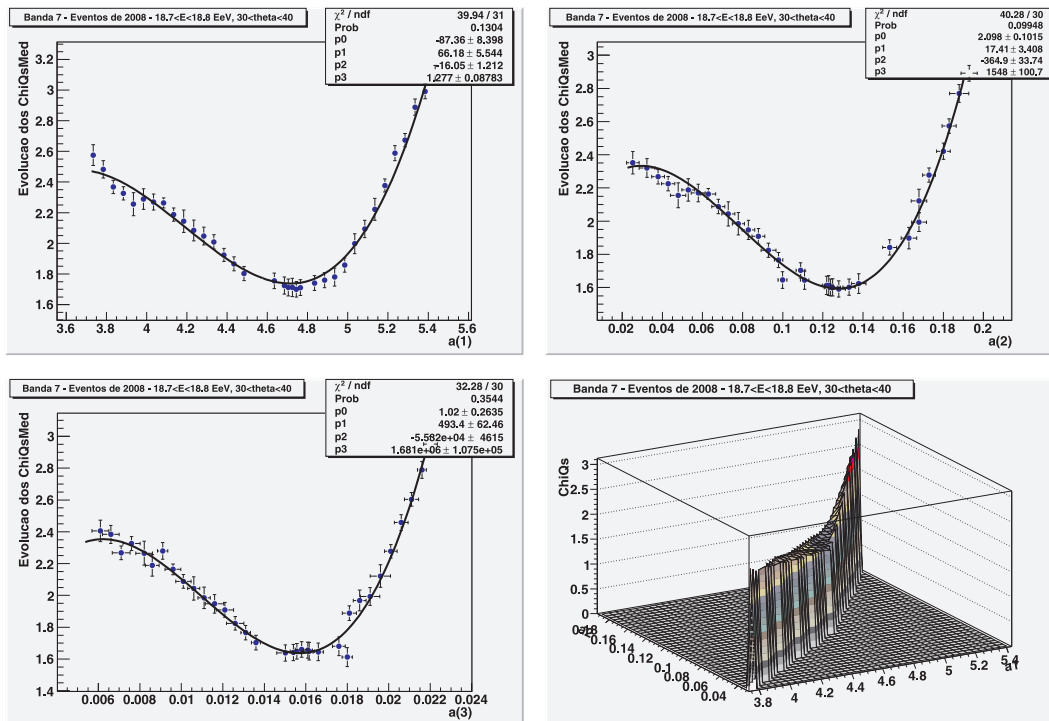 Banda 7 - Eventos de 2008 - 18.7<E<18.8 EeV, 30<theta<40
χ² / ndf 39.94 / 31
Prob 0.1304
p0 -87.36 ± 8.398
p1 66.18 ± 5.544
p2 -16.05 ± 1.212
p3 1.277 ± 0.08783
Evolucao dos ChiQsMed
3.2
3
2.8
2.6
2.4
2.2
2
1.8
1.6
3.6 3.8 4 4.2 4.4 4.6 4.8 5 5.2 5.4 5.6
a(1)
Banda 7 - Eventos de 2008 - 18.7<E<18.8 EeV, 30<theta<40
χ² / ndf 40.28 / 30
Prob 0.09948
p0 2.098 ± 0.1015
p1 17.41 ± 3.408
p2 -364.9 ± 33.74
p3 1548 ± 100.7
Evolucao dos ChiQsMed
3
2.8
2.6
2.4
2.2
2
1.8
1.6
0.02 0.04 0.06 0.08 0.1 0.12 0.14 0.16 0.18 0.2
a(2)
Banda 7 - Eventos de 2008 - 18.7<E<18.8 EeV, 30<theta<40
χ² / ndf 32.28 / 30
Prob 0.3544
p0 1.02 ± 0.2635
p1 493.4 ± 62.46
p2 -5.582e+04 ± 4615
p3 1.681e+06 ± 1.075e+05
Evolucao dos ChiQsMed
3
2.8
2.6
2.4
2.2
2
1.8
1.6
1.4
0.006 0.008 0.010 0.012 0.014 0.016 0.018 0.020 0.022 0.024
a(3)
Banda 7 - Eventos de 2008 - 18.7<E<18.8 EeV, 30<theta<40
ChiQs
3
2.5
2
1.5
1
0.5
0
0.18
0.16
0.14
0.12
0.1
0.08
0.06
0.04
3.8 4 4.2 4.4 4.6 4.8 5 5.2 5.4
a1